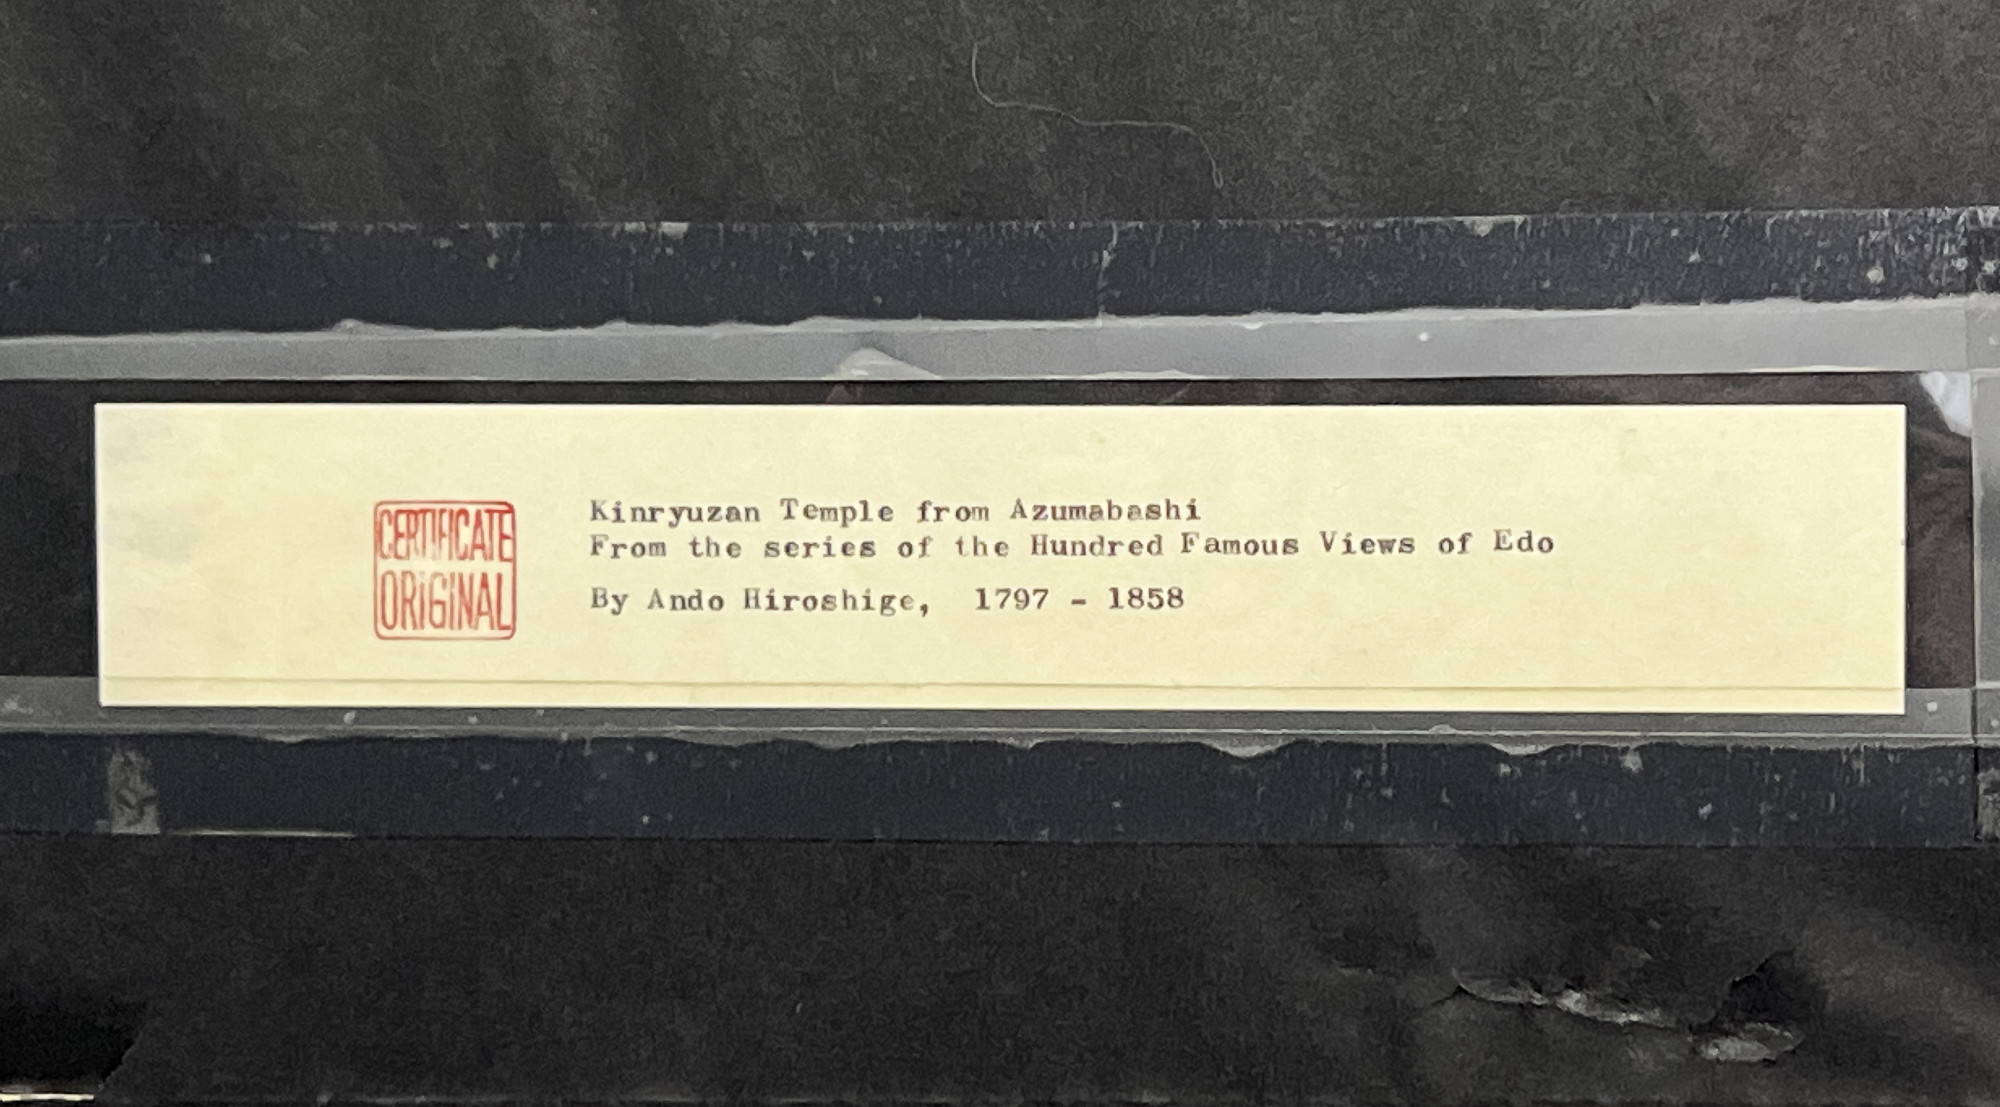 CERTIFICATE
ORIGINAL
Kinryuzan Temple from Azumabashi
From the series of the Hundred Famous Views of Edo
By Ando Hiroshige, 1797 - 1858